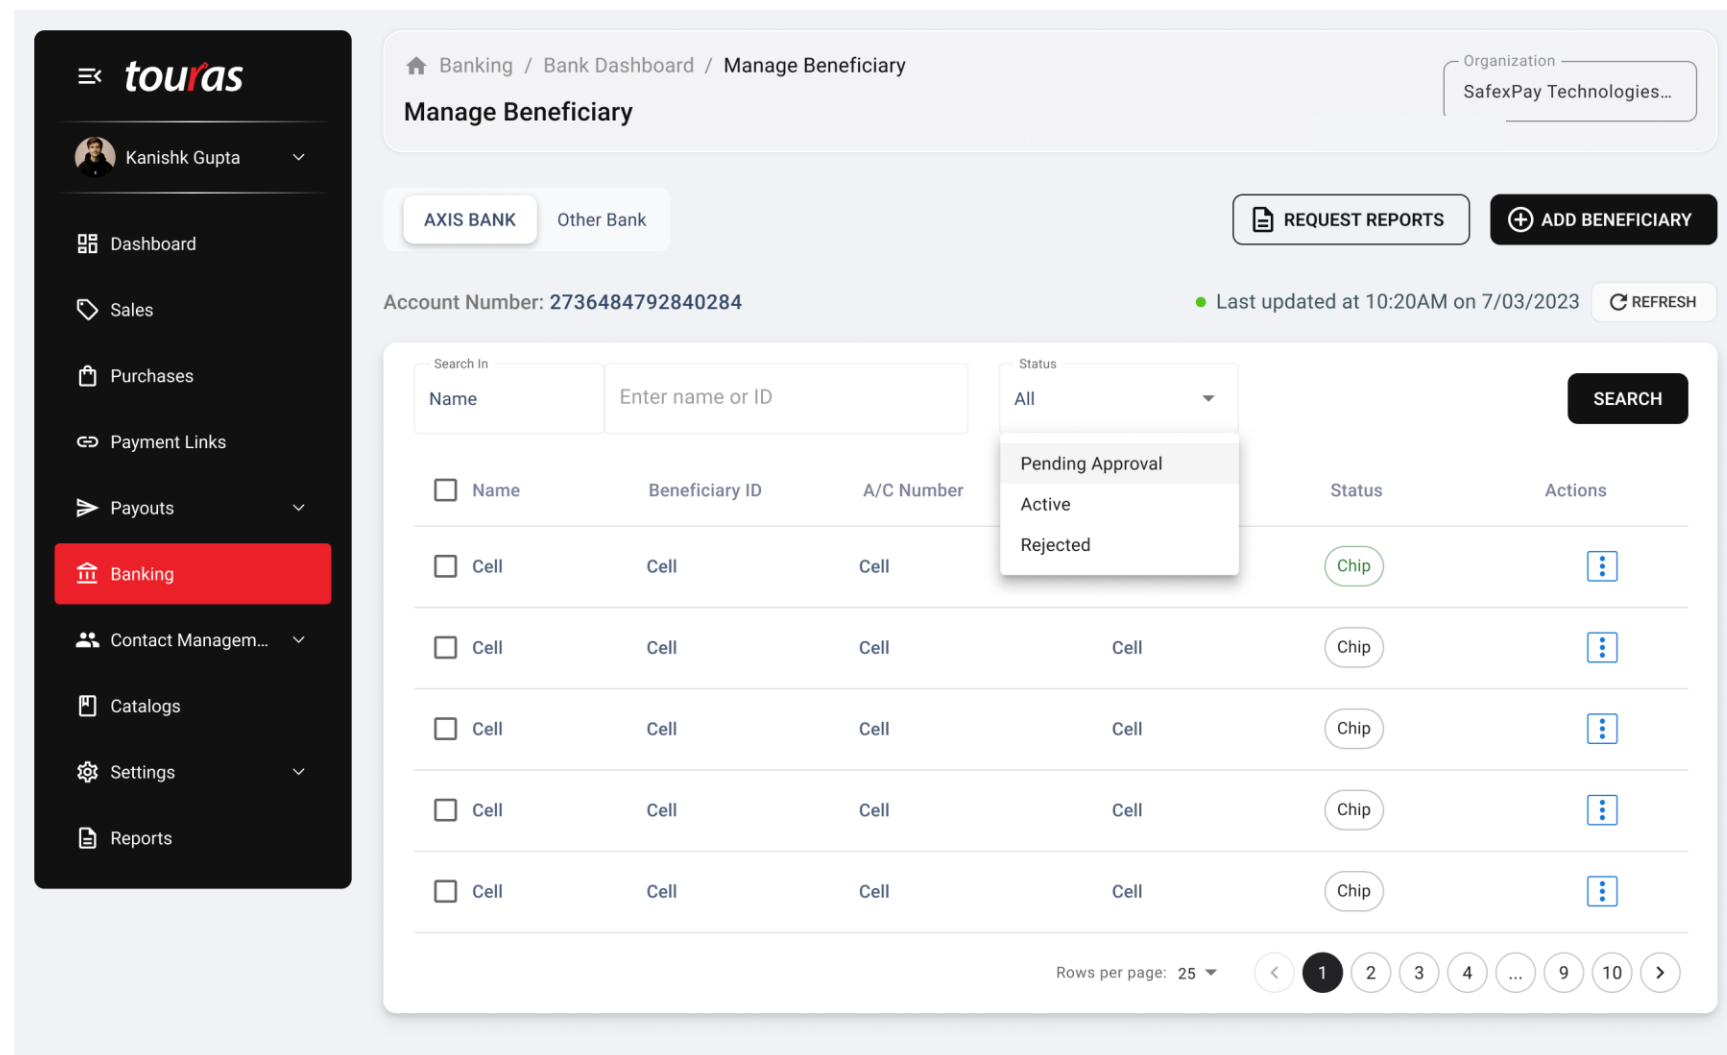 touras
Kanishk Gupta
Dashboard
Sales
Purchases
Payment Links
Payouts
Banking
Contact Managem...
Catalogs
Settings
Reports
Banking / Bank Dashboard / Manage Beneficiary
Manage Beneficiary
Organization
SafexPay Technologies...
AXIS BANK Other Bank
REQUEST REPORTS
ADD BENEFICIARY
Account Number: 2736484792840284
Last updated at 10:20AM on 7/03/2023
REFRESH
Search In
Name
Enter name or ID
Status
All
SEARCH
Pending Approval
Active
Rejected
Name Beneficiary ID A/C Number Status Actions
Cell Cell Cell Chip
Cell Cell Cell Cell Chip
Cell Cell Cell Cell Chip
Cell Cell Cell Cell Chip
Cell Cell Cell Cell Chip
Rows per page: 25 1 2 3 4 ... 9 10